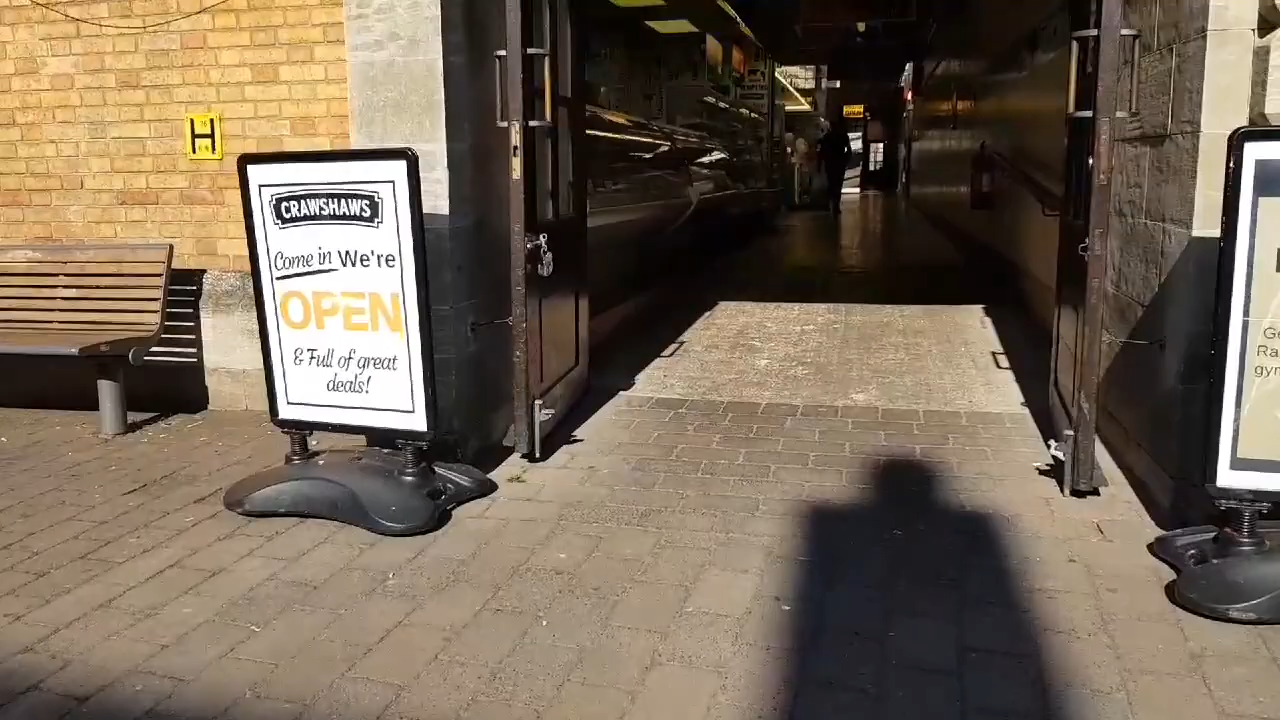 H
CRAWSHAWS
Come in We're
OPEN
& Full of great
deals!